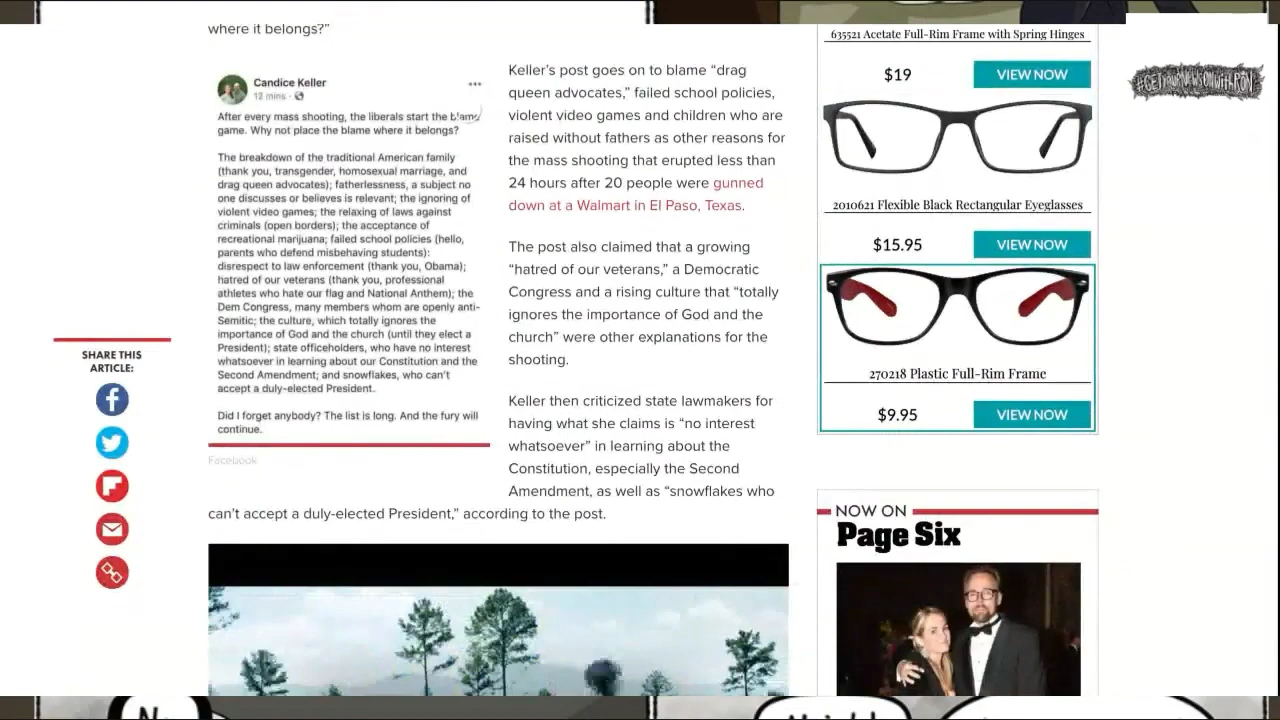 where it belongs?”
Candice Keller
12 mins ·
After every mass shooting, the liberals start the blame
game. Why not place the blame where it belongs?
The breakdown of the traditional American family
(thank you, transgender, homosexual marriage, and
drag queen advocates); fatherlessness, a subject no
one discusses or believes is relevant; the ignoring of
violent video games; the relaxing of laws against
criminals (open borders); the acceptance of
recreational marijuana; failed school policies (hello,
parents who defend misbehaving students);
disrespect to law enforcement (thank you, Obama);
hatred of our veterans (thank you, professional
athletes who hate our flag and National Anthem); the
Dem Congress, many members whom are openly anti-
Semitic; the culture, which totally ignores the
importance of God and the church (until they elect a
President); state officeholders, who have no interest
whatsoever in learning about our Constitution and the
Second Amendment; and snowflakes, who can’t
accept a duly-elected President.
Did I forget anybody? The list is long. And the fury will
continue.
Facebook
Keller’s post goes on to blame “drag
queen advocates,” failed school policies,
violent video games and children who are
raised without fathers as other reasons for
the mass shooting that erupted less than
24 hours after 20 people were gunned
down at a Walmart in El Paso, Texas.
The post also claimed that a growing
“hatred of our veterans,” a Democratic
Congress and a rising culture that “totally
ignores the importance of God and the
church” were other explanations for the
shooting.
Keller then criticized state lawmakers for
having what she claims is “no interest
whatsoever” in learning about the
Constitution, especially the Second
Amendment, as well as “snowflakes who
can’t accept a duly-elected President,” according to the post.
SHARE THIS
ARTICLE:
635521 Acetate Full-Rim Frame with Spring Hinges
$19
VIEW NOW
2010621 Flexible Black Rectangular Eyeglasses
$15.95
VIEW NOW
270218 Plastic Full-Rim Frame
$9.95
VIEW NOW
NOW ON
Page Six
#GETYOURNEWSONWITHRON